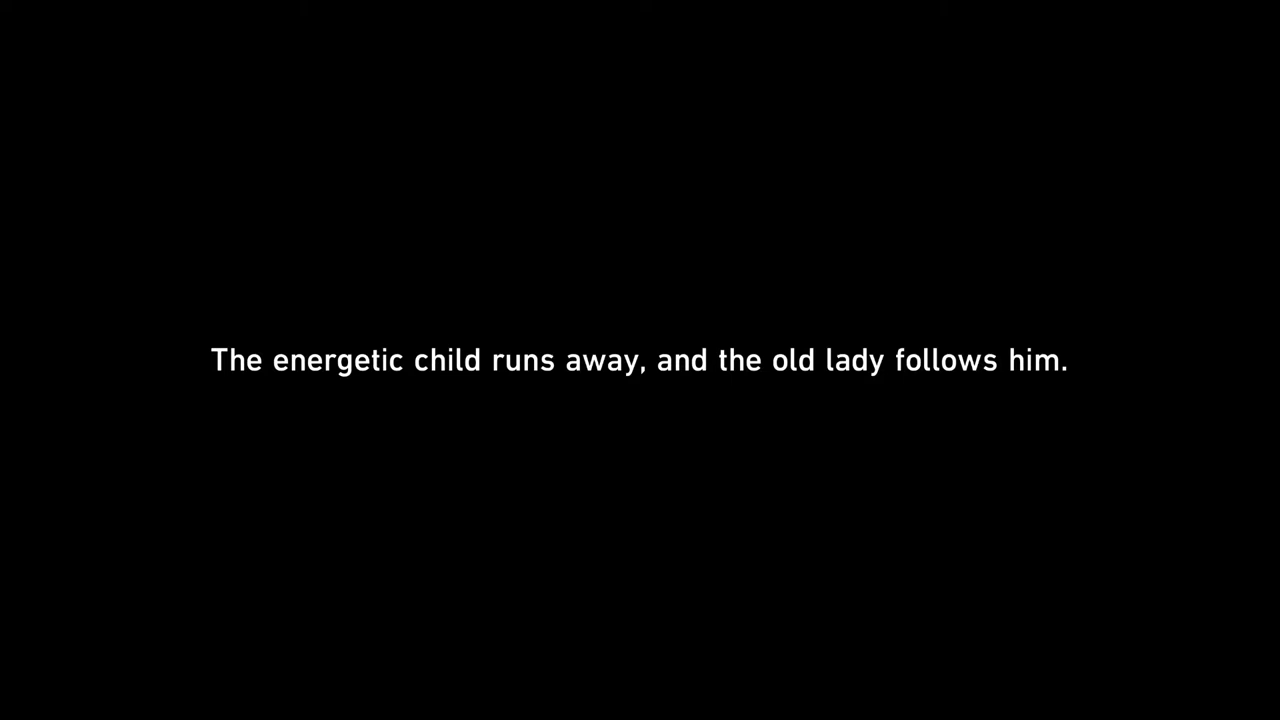 The energetic child runs away, and the old lady follows him.